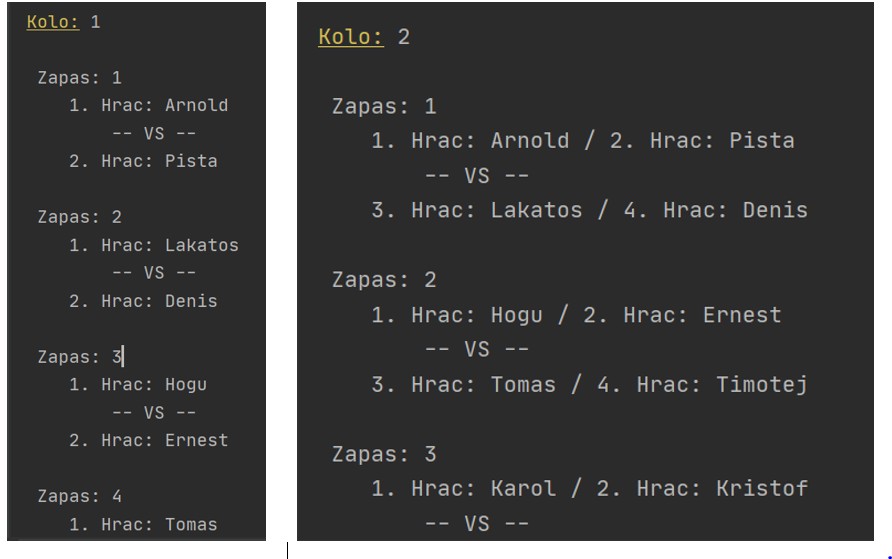 Kolo: 1
Zapas: 1
1. Hrac: Arnold
-- VS --
2. Hrac: Pista
Zapas: 2
1. Hrac: Lakatos
-- VS --
2. Hrac: Denis
Zapas: 3
1. Hrac: Hogu
-- VS --
2. Hrac: Ernest
Zapas: 4
1. Hrac: Tomas
Kolo: 2
Zapas: 1
1. Hrac: Arnold / 2. Hrac: Pista
-- VS --
3. Hrac: Lakatos / 4. Hrac: Denis
Zapas: 2
1. Hrac: Hogu / 2. Hrac: Ernest
-- VS --
3. Hrac: Tomas / 4. Hrac: Timotej
Zapas: 3
1. Hrac: Karol / 2. Hrac: Kristof
-- VS --